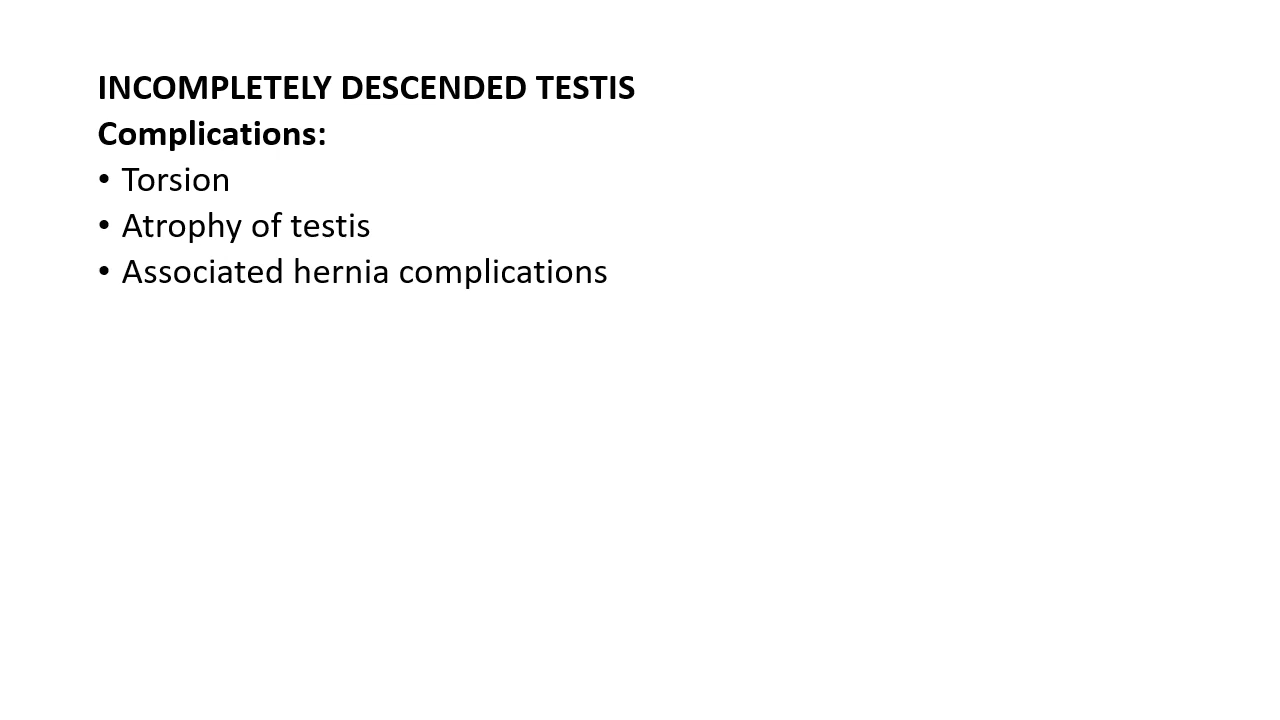 INCOMPLETELY DESCENDED TESTIS
Complications:
• Torsion
• Atrophy of testis
• Associated hernia complications